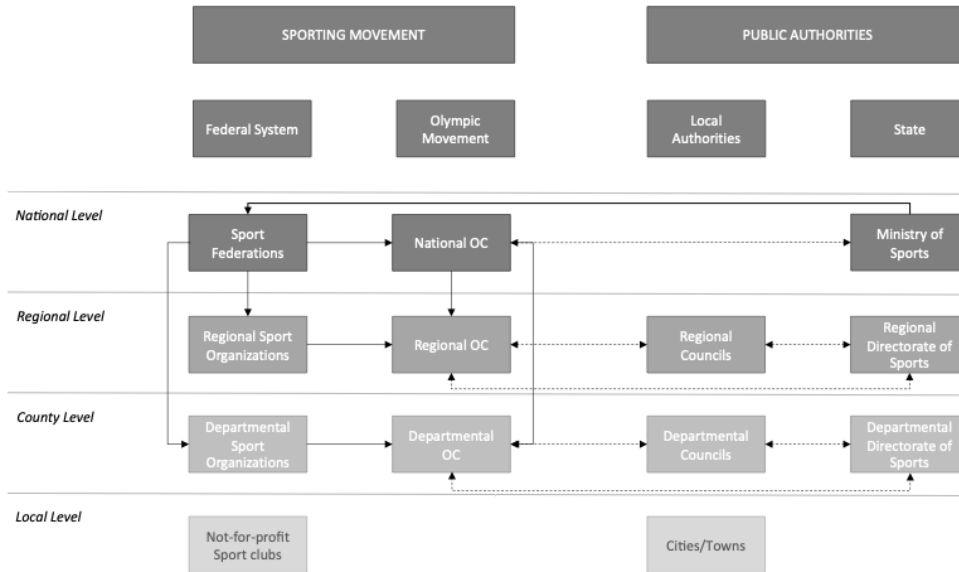 SPORTING MOVEMENT
PUBLIC AUTHORITIES
Federal System
Olympic
Movement
Local
Authorities
State
National Level
Sport
Federations
National OC
Ministry of
Sports
Regional Level
Regional Sport
Organizations
Regional OC
Regional
Councils
Regional
Directorate of
Sports
County Level
Departmental
Sport
Organizations
Departmental
OC
Departmental
Councils
Departmental
Directorate of
Sports
Local Level
Not-for-profit
Sport clubs
Cities/Towns